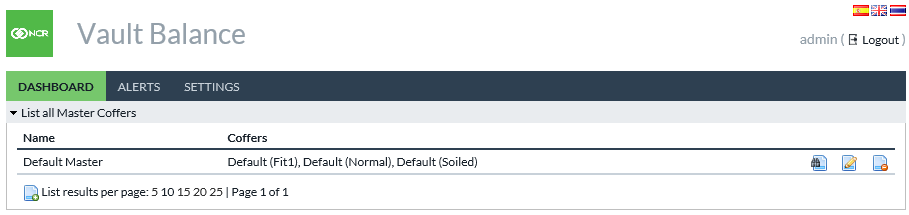 NCR
Vault Balance
admin ( Logout )
DASHBOARD ALERTS SETTINGS
List all Master Coffers
Name Coffers
Default Master Default (Fit1), Default (Normal), Default (Soiled)
List results per page: 5 10 15 20 25 | Page 1 of 1